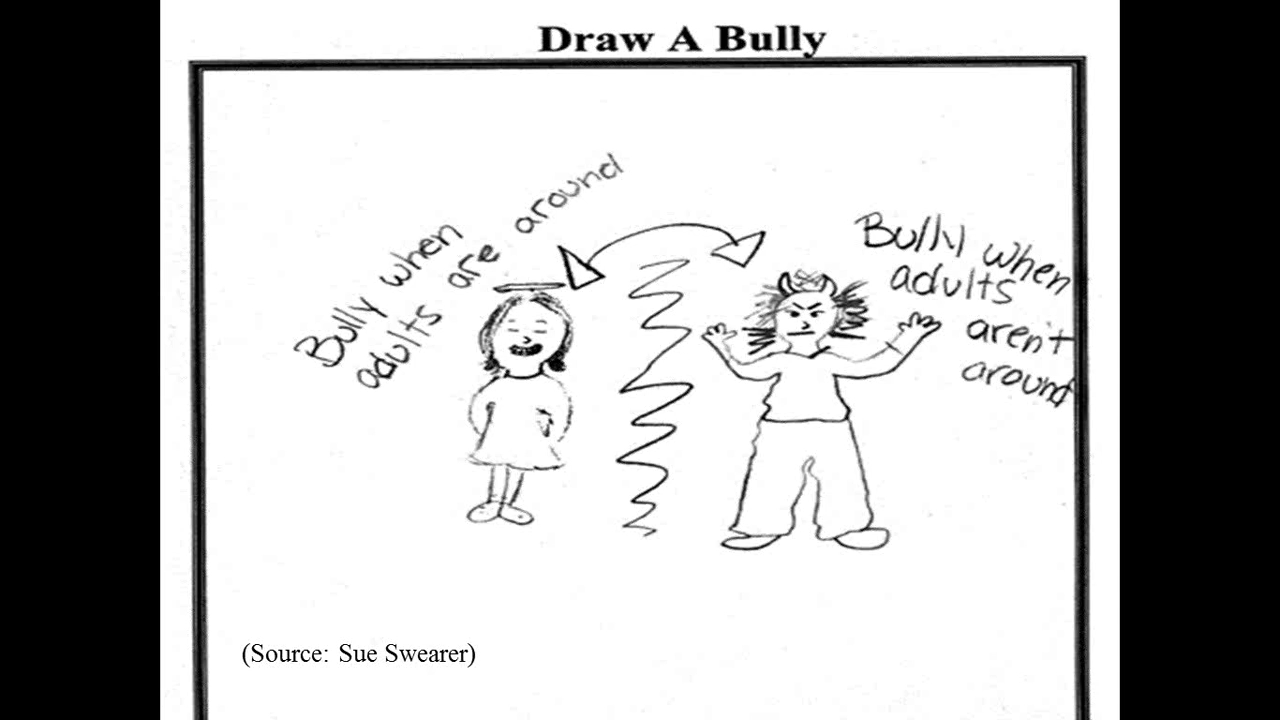 Draw A Bully
Bully when
adults are around
Bully when
adults
aren't
around
(Source: Sue Swearer)